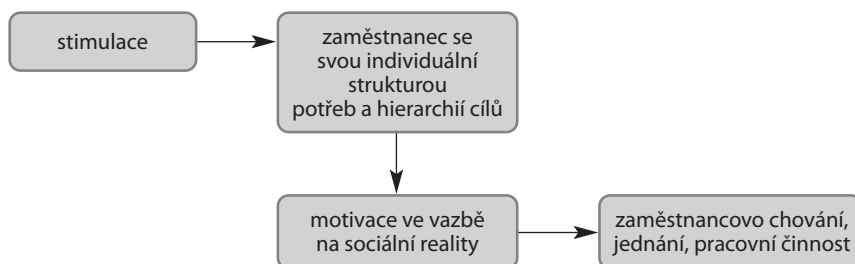 stimulace
zaměstnanec se
svou individuální
strukturou
potřeb a hierarchií cílů
motivace ve vazbě
na sociální reality
zaměstnancovo chování,
jednání, pracovní činnost